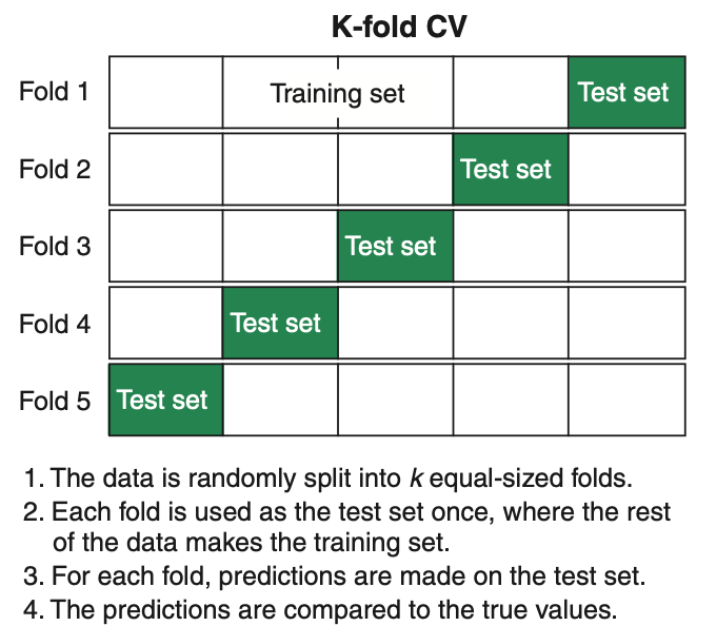 K-fold CV
Fold 1
Training set
Test set
Fold 2
Test set
Fold 3
Test set
Fold 4
Test set
Fold 5
Test set
1. The data is randomly split into k equal-sized folds.
2. Each fold is used as the test set once, where the rest
of the data makes the training set.
3. For each fold, predictions are made on the test set.
4. The predictions are compared to the true values.